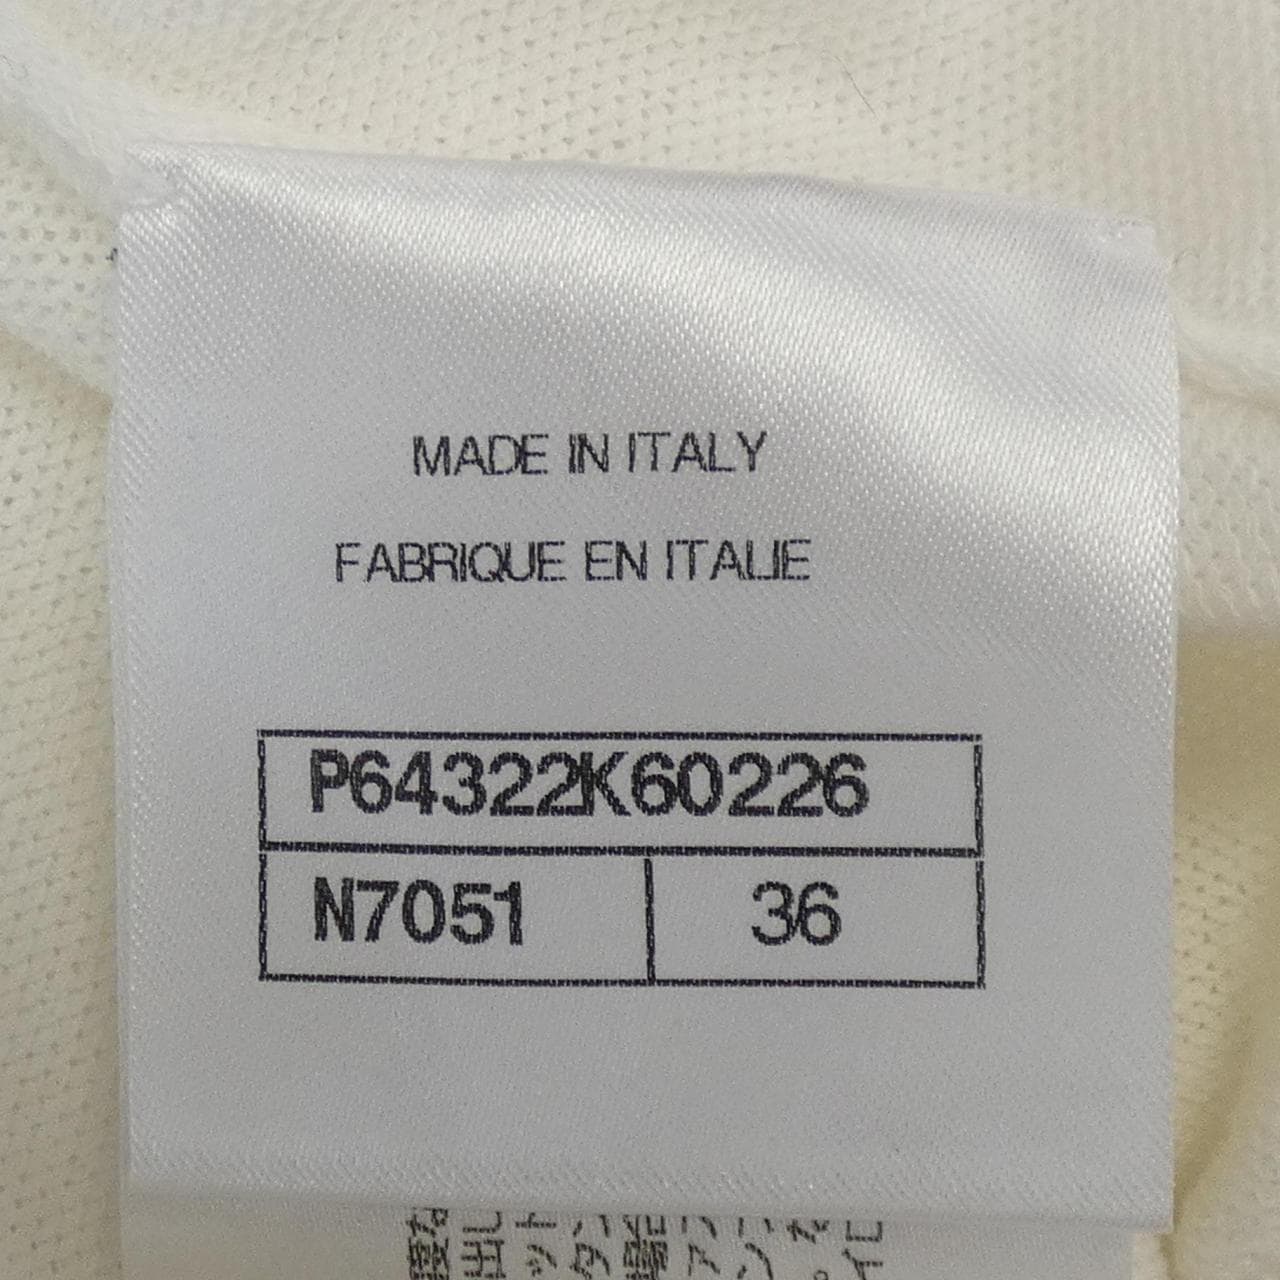 MADE IN ITALY
FABRIQUE EN ITALIE
P64322K60226
N7051 36